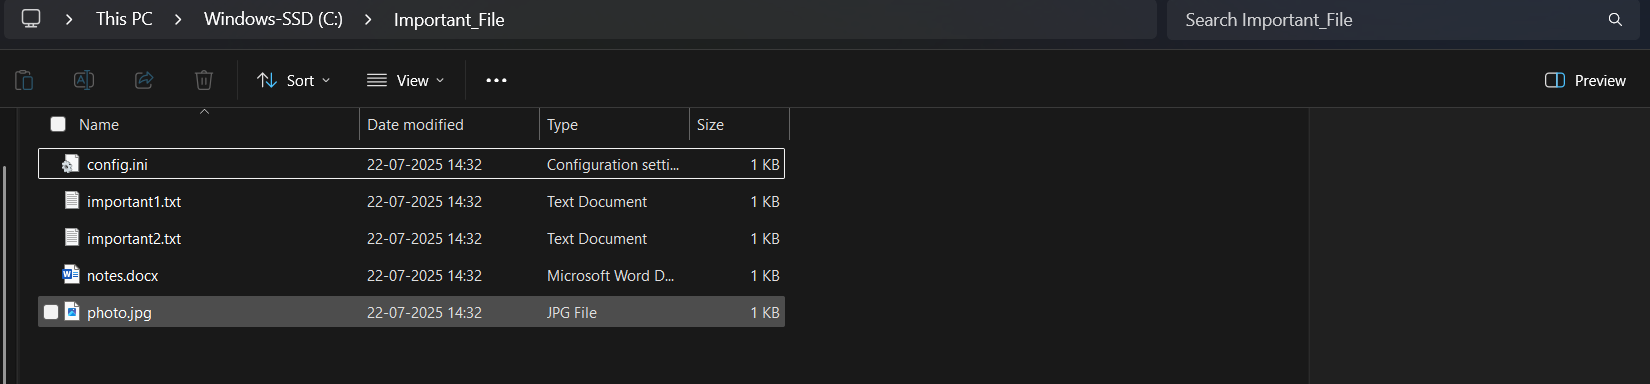 This PC > Windows-SSD (C:) > Important_File Search Important_File
Sort View ••• Preview
Name Date modified Type Size
config.ini 22-07-2025 14:32 Configuration setti... 1 KB
important1.txt 22-07-2025 14:32 Text Document 1 KB
important2.txt 22-07-2025 14:32 Text Document 1 KB
notes.docx 22-07-2025 14:32 Microsoft Word D... 1 KB
photo.jpg 22-07-2025 14:32 JPG File 1 KB